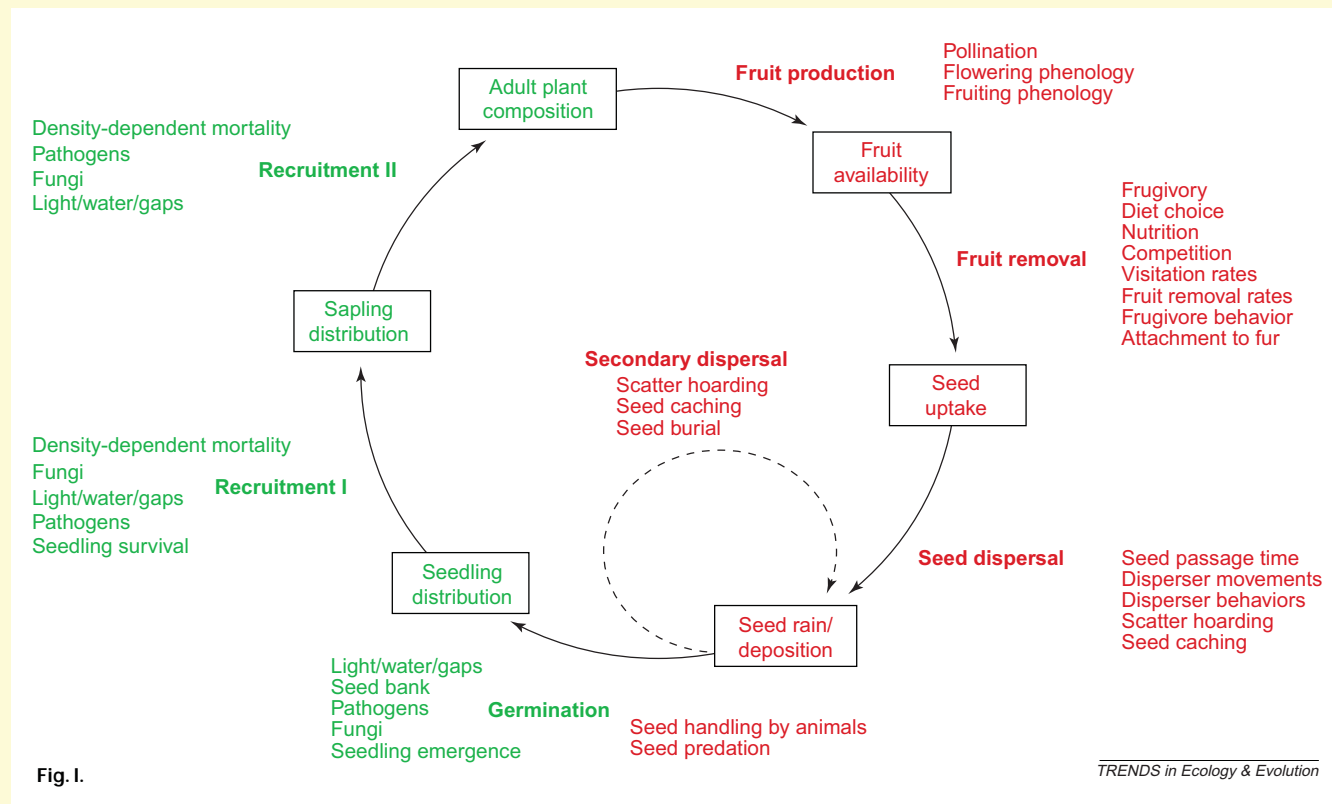 Adult plant
composition
Fruit production
Pollination
Flowering phenology
Fruiting phenology
Fruit
availability
Fruit removal
Frugivory
Diet choice
Nutrition
Competition
Visitation rates
Fruit removal rates
Frugivore behavior
Attachment to fur
Seed
uptake
Seed dispersal
Seed passage time
Disperser movements
Disperser behaviors
Scatter hoarding
Seed caching
Seed rain/
deposition
Secondary dispersal
Scatter hoarding
Seed caching
Seed burial
Germination
Light/water/gaps
Seed bank
Pathogens
Fungi
Seedling emergence
Seed handling by animals
Seed predation
Seedling
distribution
Recruitment I
Density-dependent mortality
Fungi
Light/water/gaps
Pathogens
Seedling survival
Sapling
distribution
Recruitment II
Density-dependent mortality
Pathogens
Fungi
Light/water/gaps
Fig. I.
TRENDS in Ecology & Evolution